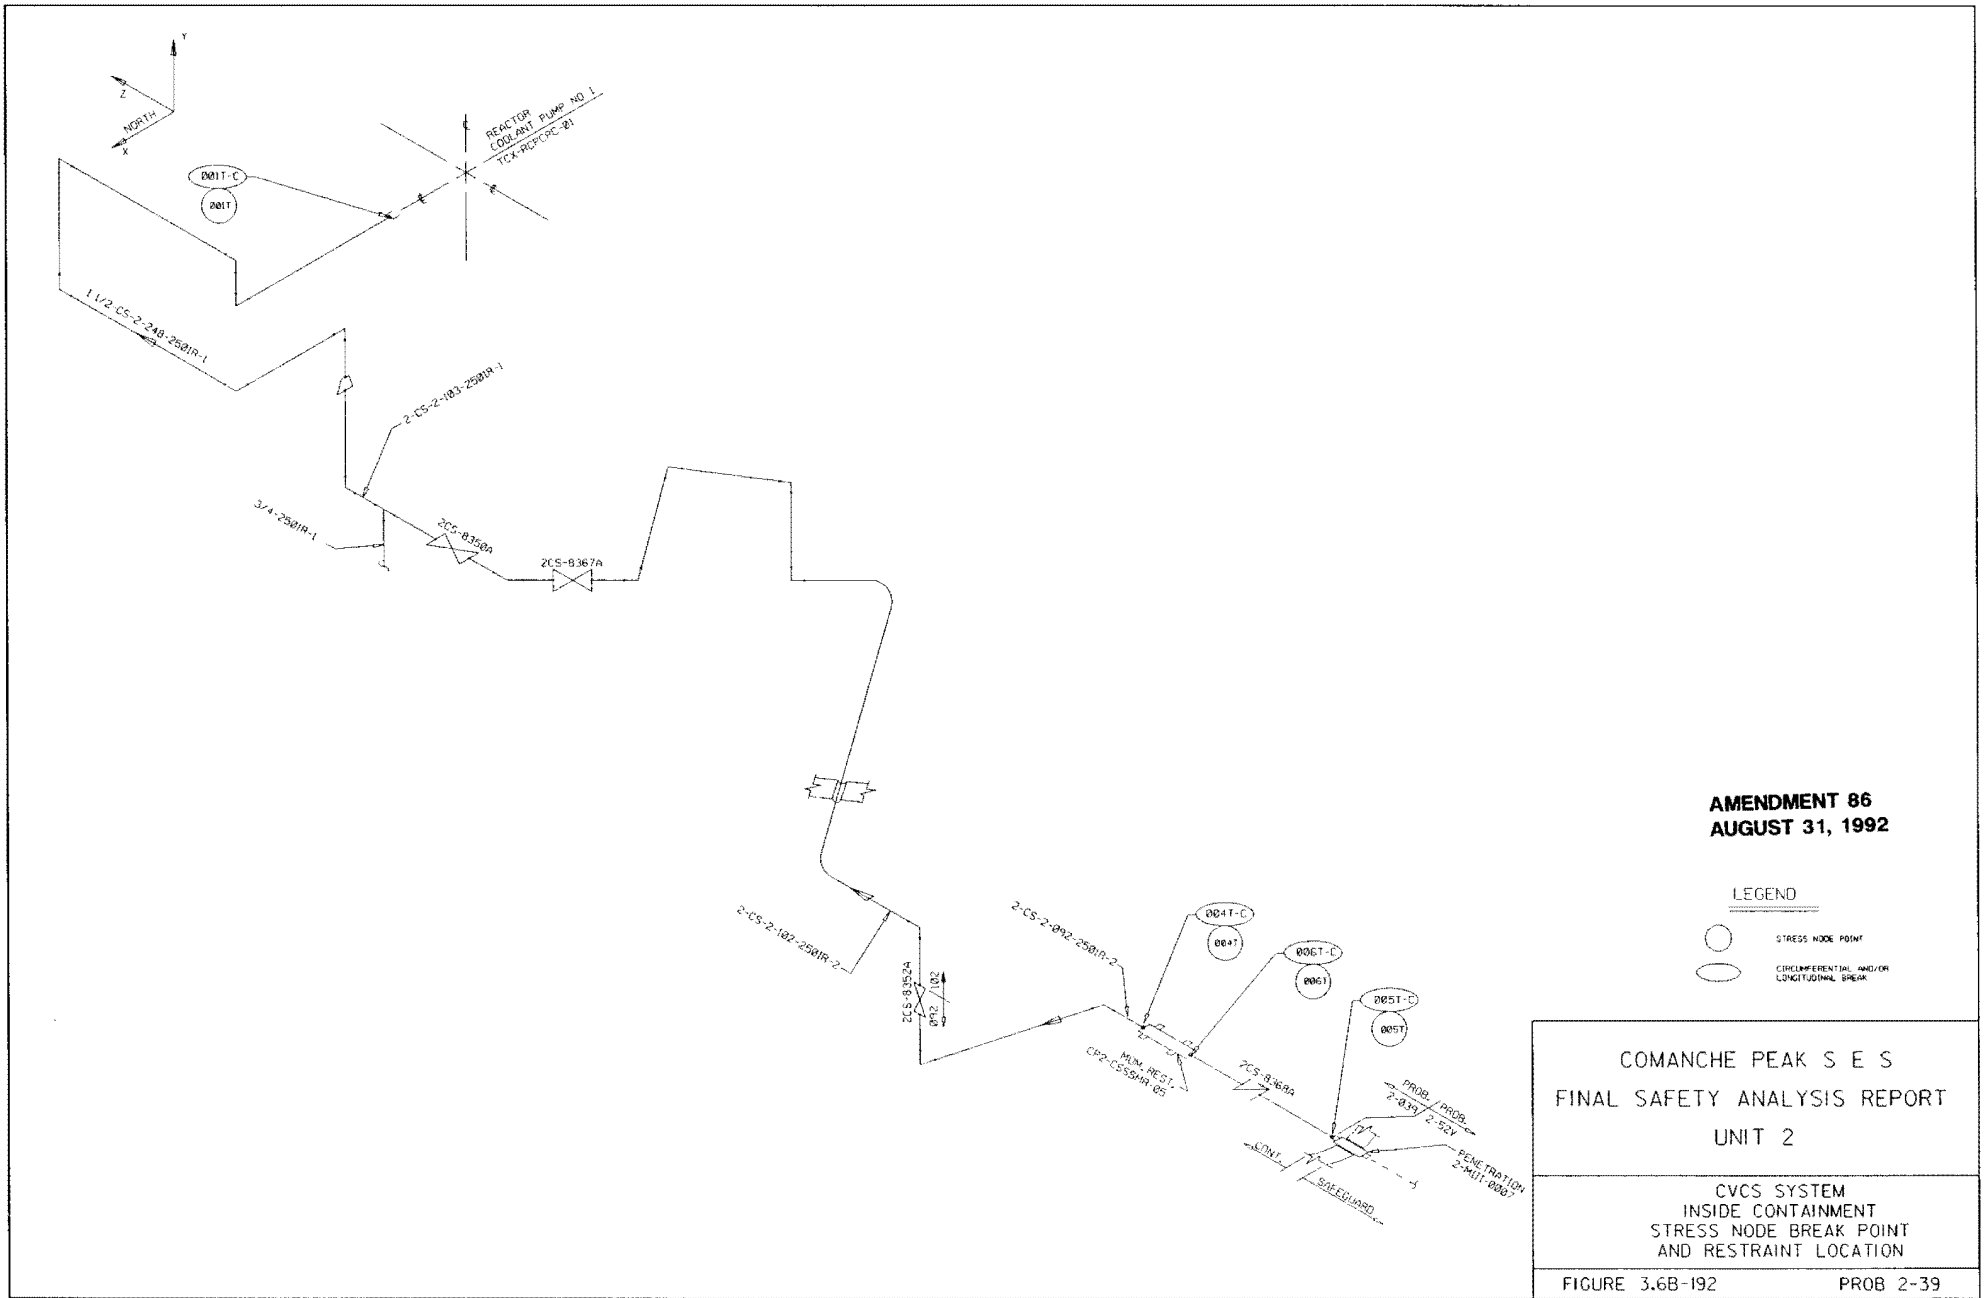 Y
Z
NORTH
X
REACTOR
COOLANT PUMP NO 1
TCX-RCPCPC-01
001T-C
001T
1 1/2-CS-2-248-2501R-1
2-CS-2-103-2501R-1
3/4-2501R-1
2CS-8350A
2CS-8367A
AMENDMENT 86
AUGUST 31, 1992
LEGEND
STRESS NODE POINT
CIRCUMFERENTIAL AND/OR
LONGITUDINAL BREAK
2-CS-2-102-2501R-2
2CS-8352A
092 102
2-CS-2-092-2501R-2
004T-C
004T
006T-C
006T
005T-C
005T
MOM. REST.
CP2-CSSSMR-05
2CS-8368A
PROB. / PROB.
2-039 / 2-52Y
CONT.
SAFEGUARD
PENETRATION
2-MIII-0007
COMANCHE PEAK S E S
FINAL SAFETY ANALYSIS REPORT
UNIT 2
CVCS SYSTEM
INSIDE CONTAINMENT
STRESS NODE BREAK POINT
AND RESTRAINT LOCATION
FIGURE 3.6B-192
PROB 2-39